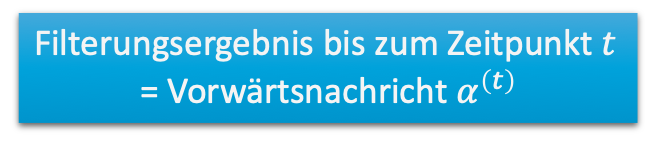 Filterungsergebnis bis zum Zeitpunkt 𝑡
= Vorwärtsnachricht 𝜶⁽𝒕⁾